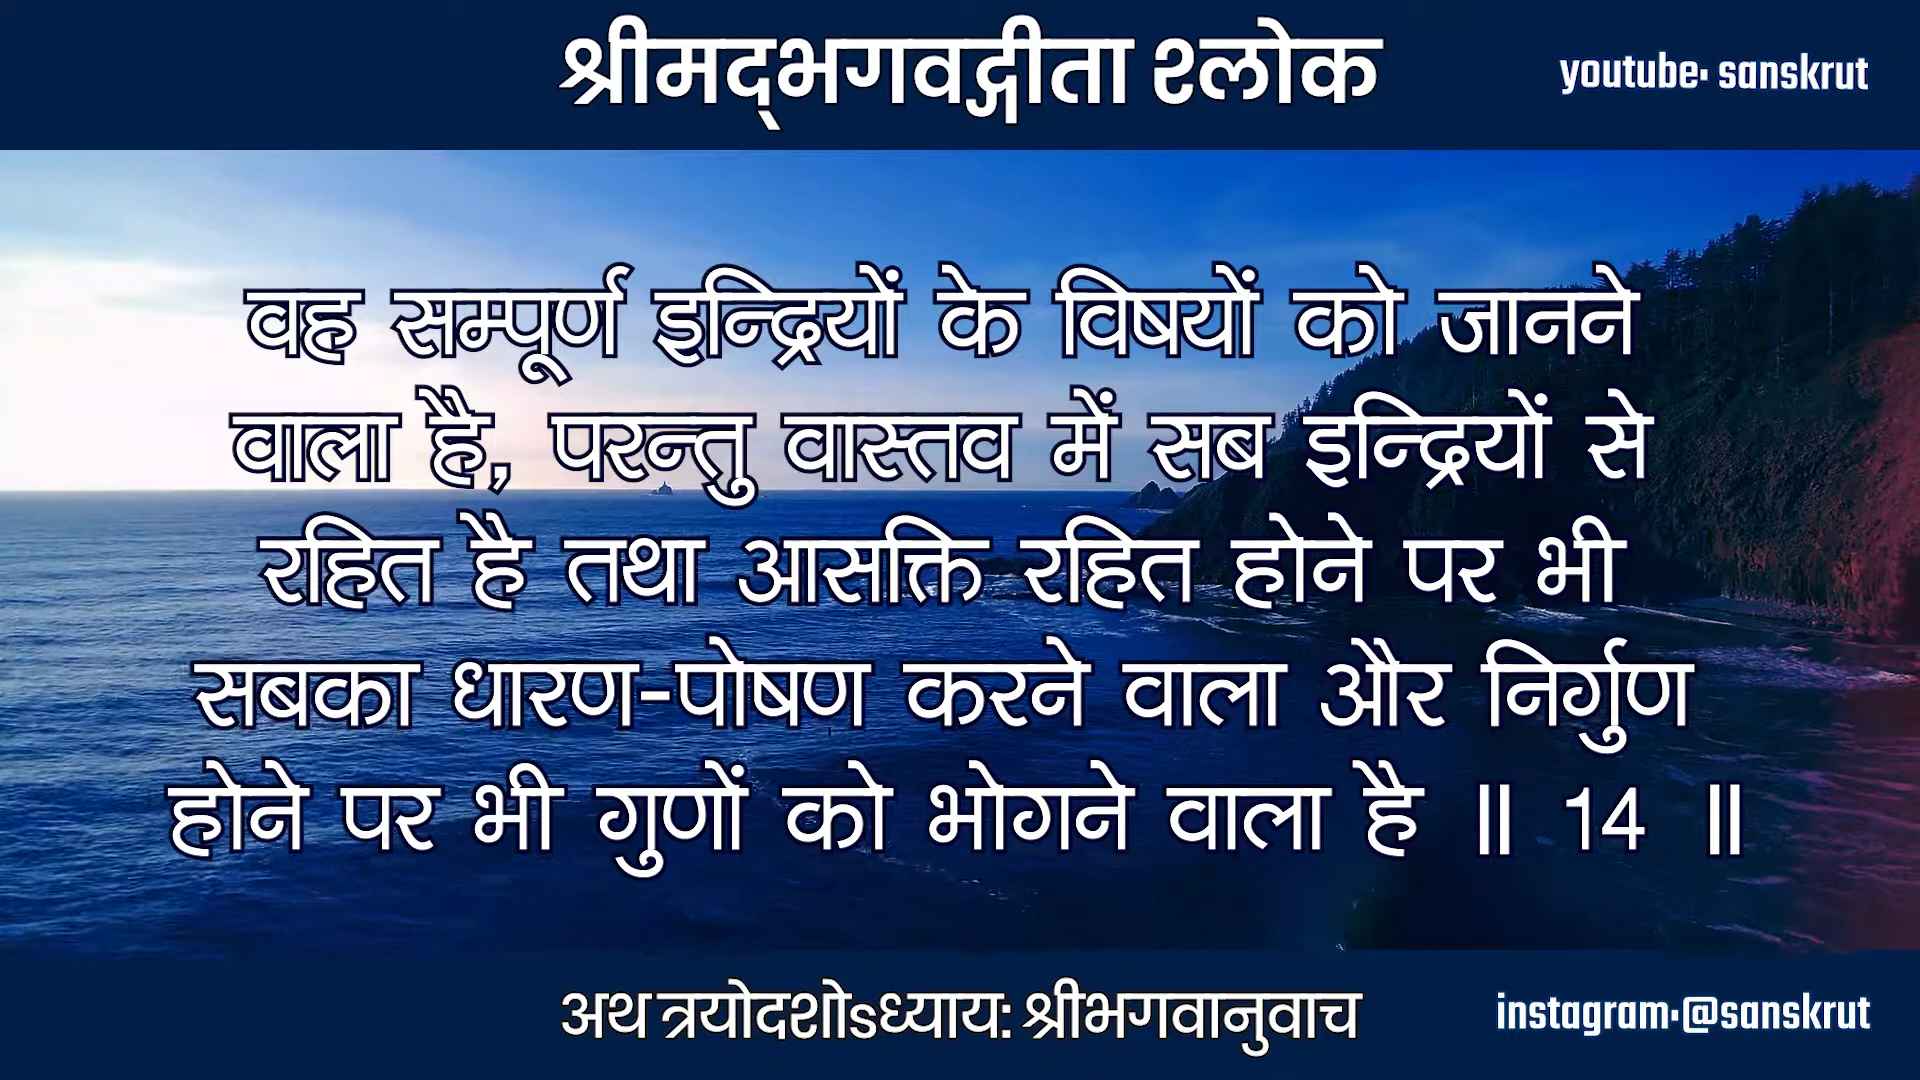 श्रीमद्‌भगवद्गीता श्लोक
youtube: sanskrut
वह सम्पूर्ण इन्द्रियों के विषयों को जानने
वाला है, परन्तु वास्तव में सब इन्द्रियों से
रहित है तथा आसक्ति रहित होने पर भी
सबका धारण-पोषण करने वाला और निर्गुण
होने पर भी गुणों को भोगने वाला है ॥ 14 ॥
अथ त्रयोदशोsध्याय: श्रीभगवानुवाच
instagram:@sanskrut